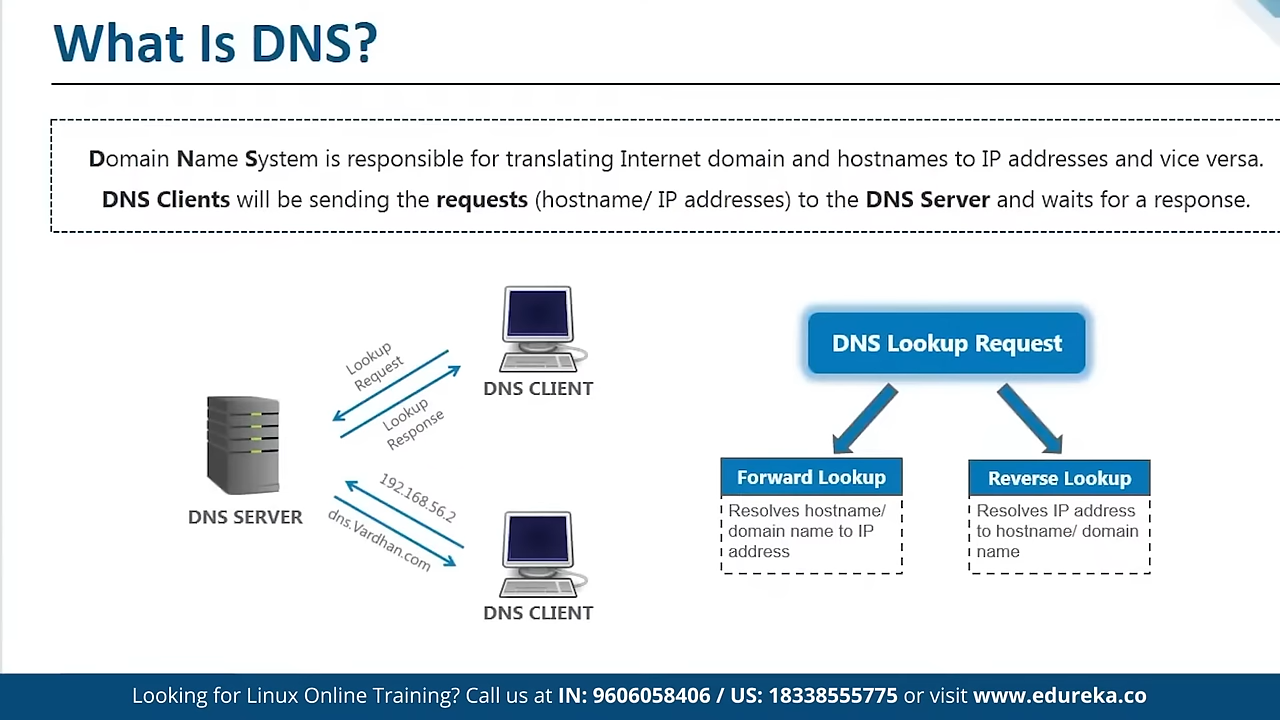 What Is DNS?
Domain Name System is responsible for translating Internet domain and hostnames to IP addresses and vice versa.
DNS Clients will be sending the requests (hostname/ IP addresses) to the DNS Server and waits for a response.
DNS CLIENT
Lookup
Request
Lookup
Response
DNS SERVER
192.168.56.2
dns.Vardhan.com
DNS CLIENT
DNS Lookup Request
Forward Lookup
Resolves hostname/
domain name to IP
address
Reverse Lookup
Resolves IP address
to hostname/ domain
name
Looking for Linux Online Training? Call us at IN: 9606058406 / US: 18338555775 or visit www.edureka.co